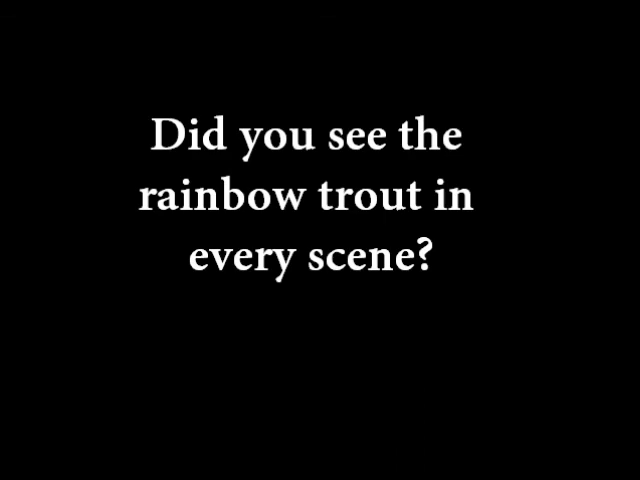 Did you see the
rainbow trout in
every scene?